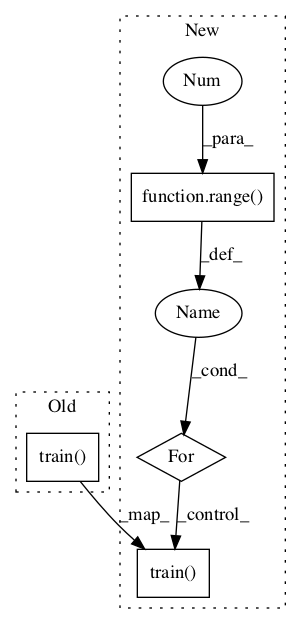 New
Num
_para_
function.range()
_def_
Name
_cond_
Old
For
train()
_map_
_control_
train()